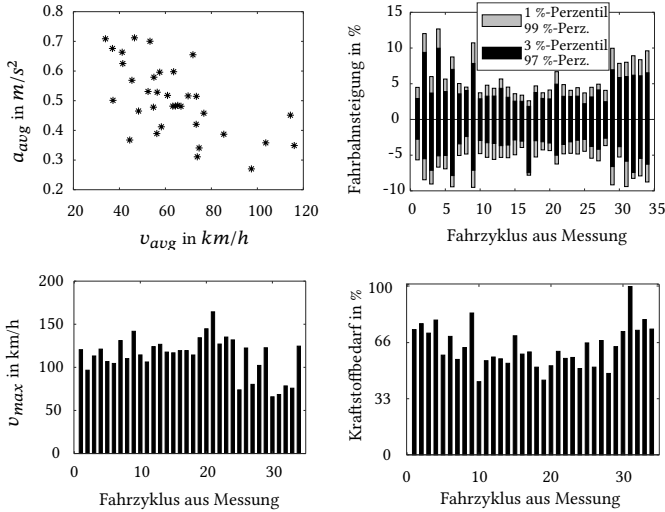 0.8
0.7
0.6
0.5
0.4
0.3
0.2
20 40 60 80 100 120
a_avg in m/s²
v_avg in km/h
15
10
5
0
-5
-10
0 5 10 15 20 25 30 35
Fahrbahnsteigung in %
1 %-Perzentil
99 %-Perz.
3 %-Perzentil
97 %-Perz.
Fahrzyklus aus Messung
200
150
100
50
0
0 10 20 30
v_max in km/h
Fahrzyklus aus Messung
100
66
33
0
0 10 20 30
Kraftstoffbedarf in %
Fahrzyklus aus Messung